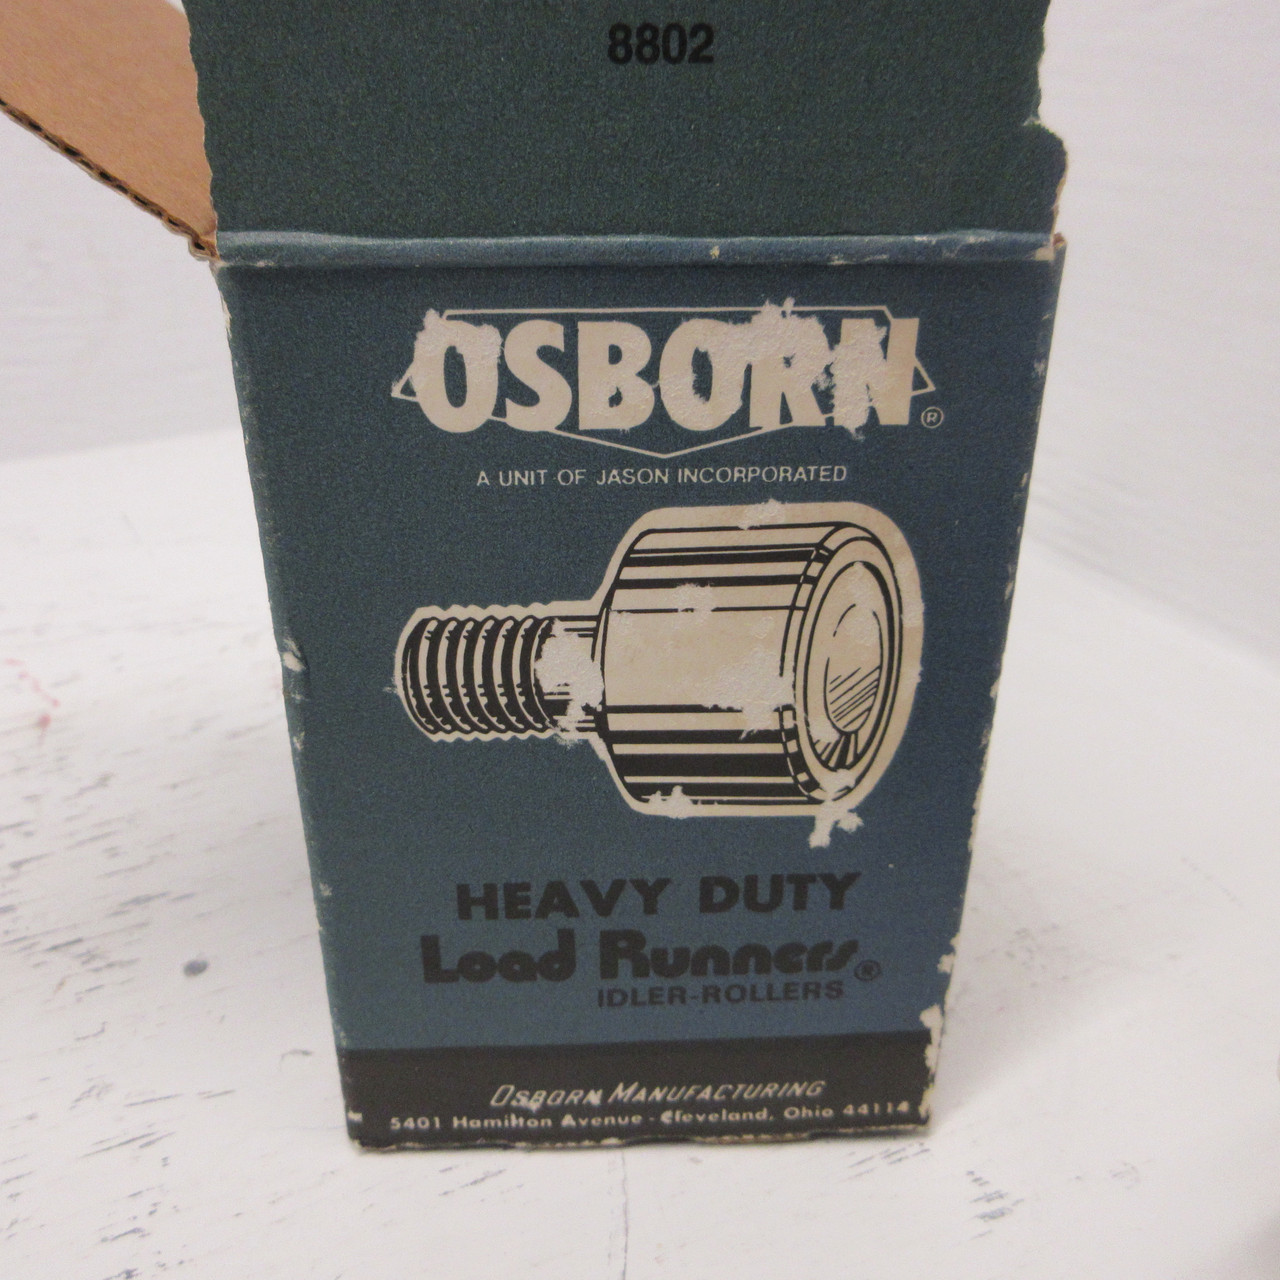 8802
OSBORN®
A UNIT OF JASON INCORPORATED
HEAVY DUTY
Load Runners®
IDLER-ROLLERS
OSBORN MANUFACTURING
5401 Hamilton Avenue - Cleveland, Ohio 44114